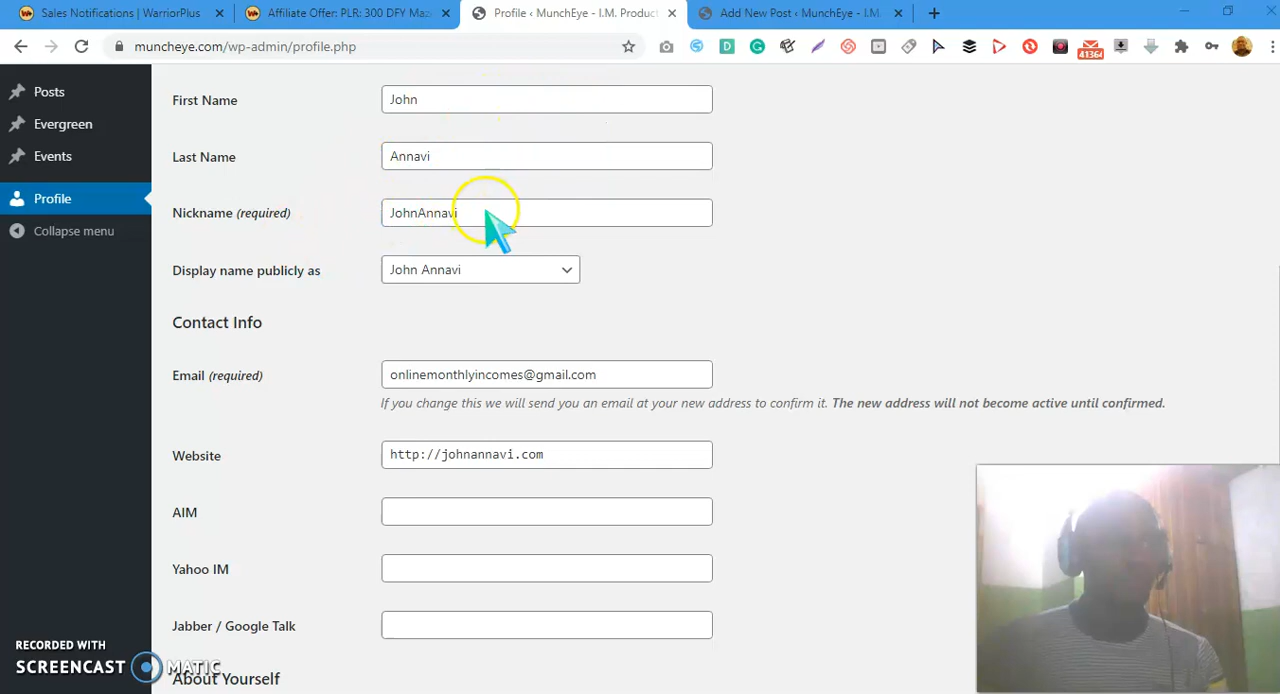 Sales Notifications | WarriorPlus
Affiliate Offer: PLR: 300 DFY Maz
Profile ‹ MunchEye - I.M. Product
Add New Post ‹ MunchEye - I.M.
muncheye.com/wp-admin/profile.php
41364
Posts
Evergreen
Events
Profile
Collapse menu
First Name
John
Last Name
Annavi
Nickname (required)
JohnAnnavi
Display name publicly as
John Annavi
Contact Info
Email (required)
onlinemonthlyincomes@gmail.com
If you change this we will send you an email at your new address to confirm it. The new address will not become active until confirmed.
Website
http://johnannavi.com
AIM
Yahoo IM
Jabber / Google Talk
About Yourself
RECORDED WITH
SCREENCAST MATIC